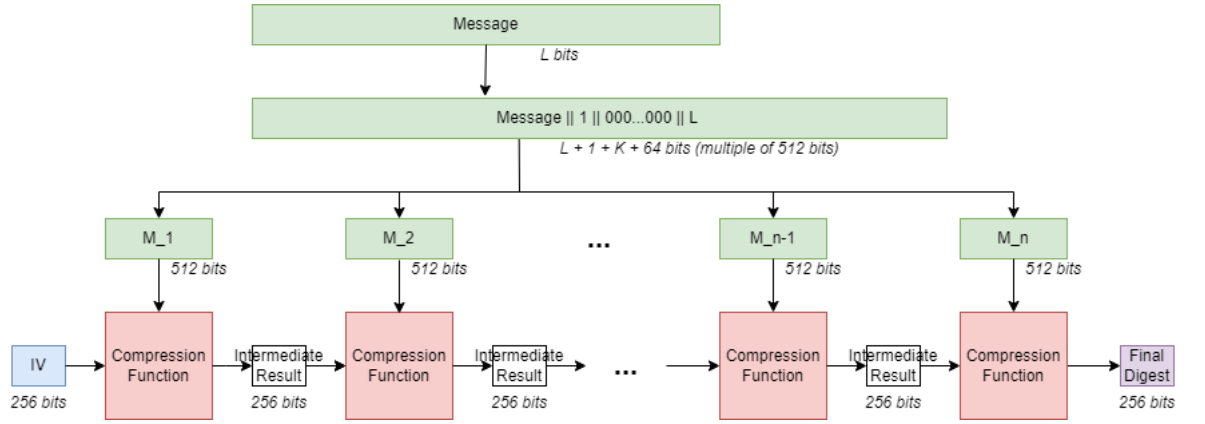 Message
L bits
Message || 1 || 000...000 || L
L + 1 + K + 64 bits (multiple of 512 bits)
M_1
M_2
...
M_n-1
M_n
512 bits
512 bits
512 bits
512 bits
IV
Compression
Function
Intermediate
Result
Compression
Function
Intermediate
Result
...
Compression
Function
Intermediate
Result
Compression
Function
Final
Digest
256 bits
256 bits
256 bits
256 bits
256 bits